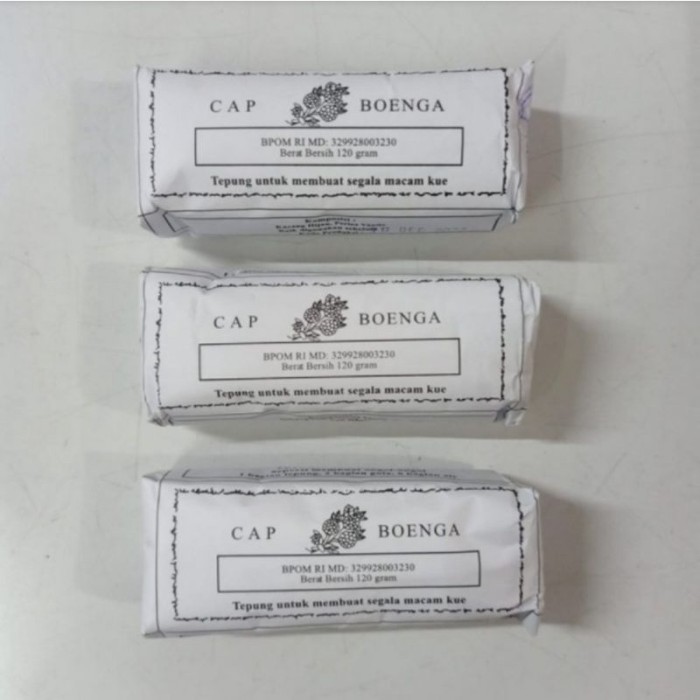 CAP BOENGA
BPOM RI MD: 329928003230
Berat Bersih 120 gram
Tepung untuk membuat segala macam kue
Komposisi :
CAP BOENGA
BPOM RI MD: 329928003230
Berat Bersih 120 gram
Tepung untuk membuat segala macam kue
CAP BOENGA
BPOM RI MD: 329928003230
Berat Bersih 120 gram
Tepung untuk membuat segala macam kue